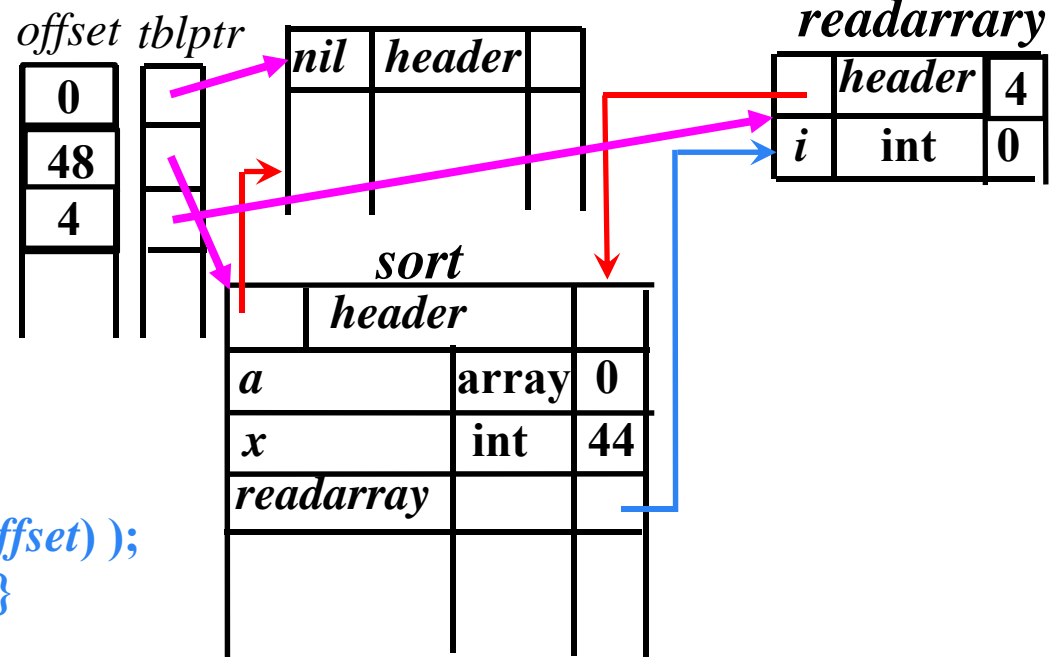 offset tblptr
0
48
4
nil header
readarrary
header 4
i int 0
sort
header
a array 0
x int 44
readarray
ffset) );
}